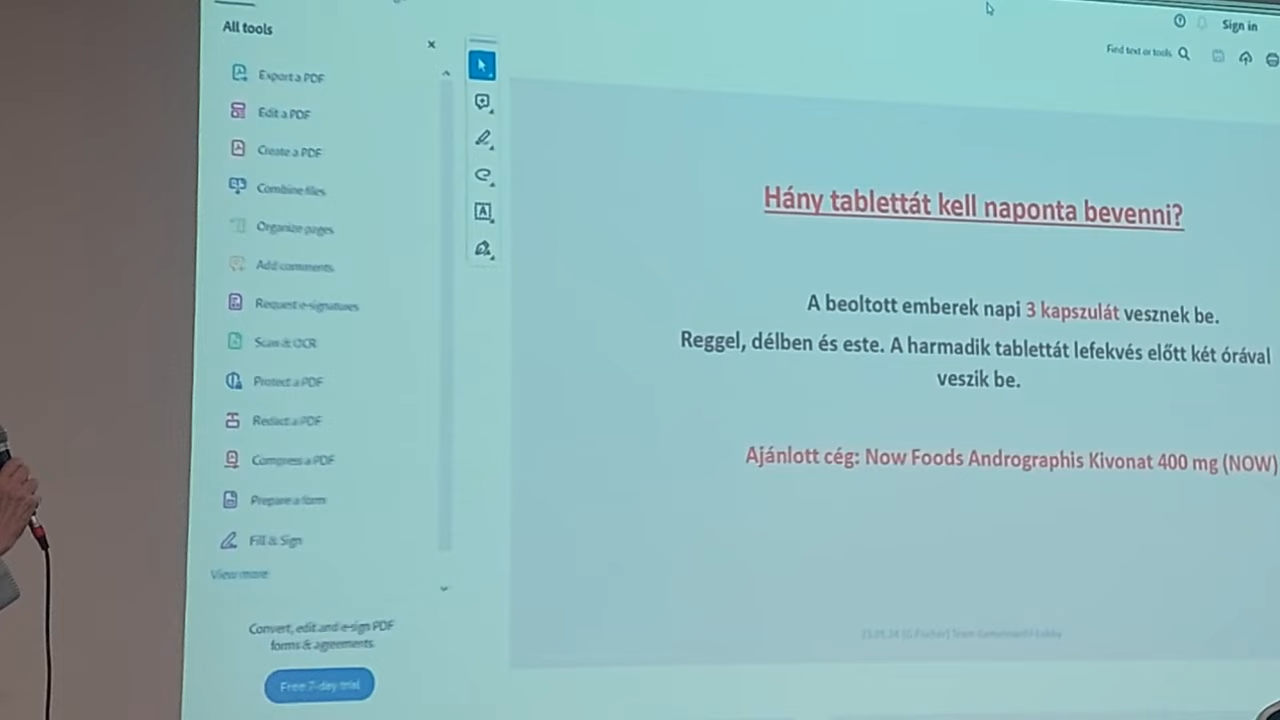 All tools
Sign in
Find text or tools
Export a PDF
Edit a PDF
Create a PDF
Combine files
Organize pages
Add comments
Request e-signatures
Scan & OCR
Protect a PDF
Redact a PDF
Compress a PDF
Prepare a form
Fill & Sign
View more
Convert, edit and e-sign PDF
forms & agreements
Free 7-day trial
Hány tablettát kell naponta bevenni?
A beoltott emberek napi 3 kapszulát vesznek be.
Reggel, délben és este. A harmadik tablettát lefekvés előtt két órával
veszik be.
Ajánlott cég: Now Foods Andrographis Kivonat 400 mg (NOW)